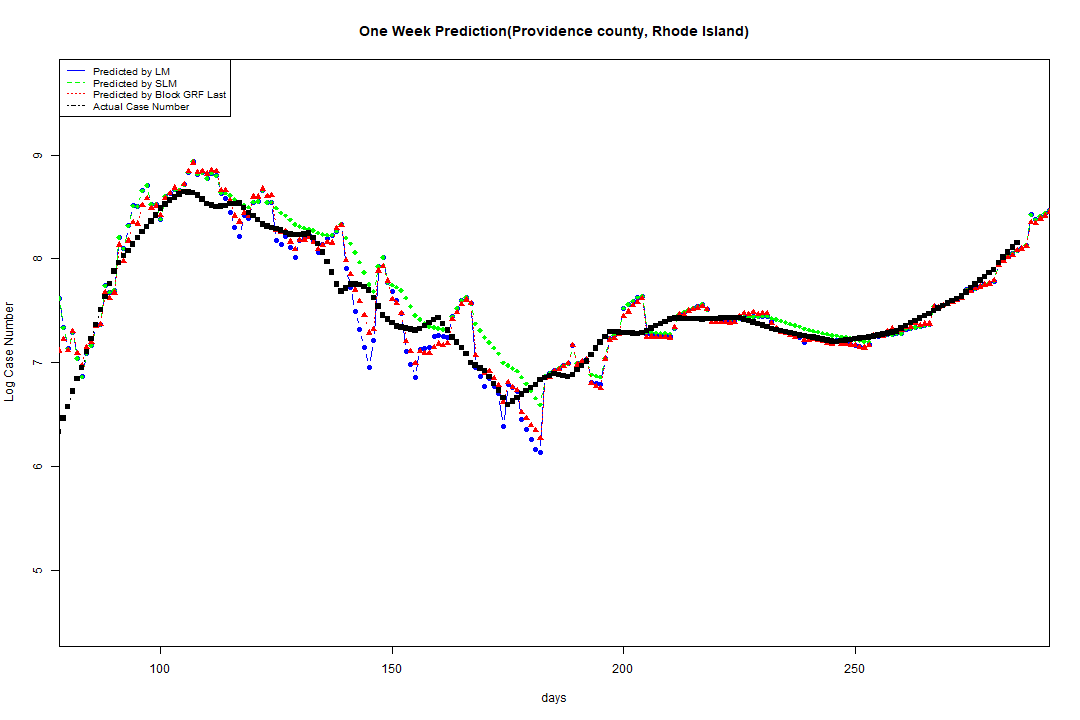 One Week Prediction(Providence county, Rhode Island)
Predicted by LM
Predicted by SLM
Predicted by Block GRF Last
Actual Case Number
9
8
7
6
5
Log Case Number
100
150
200
250
days